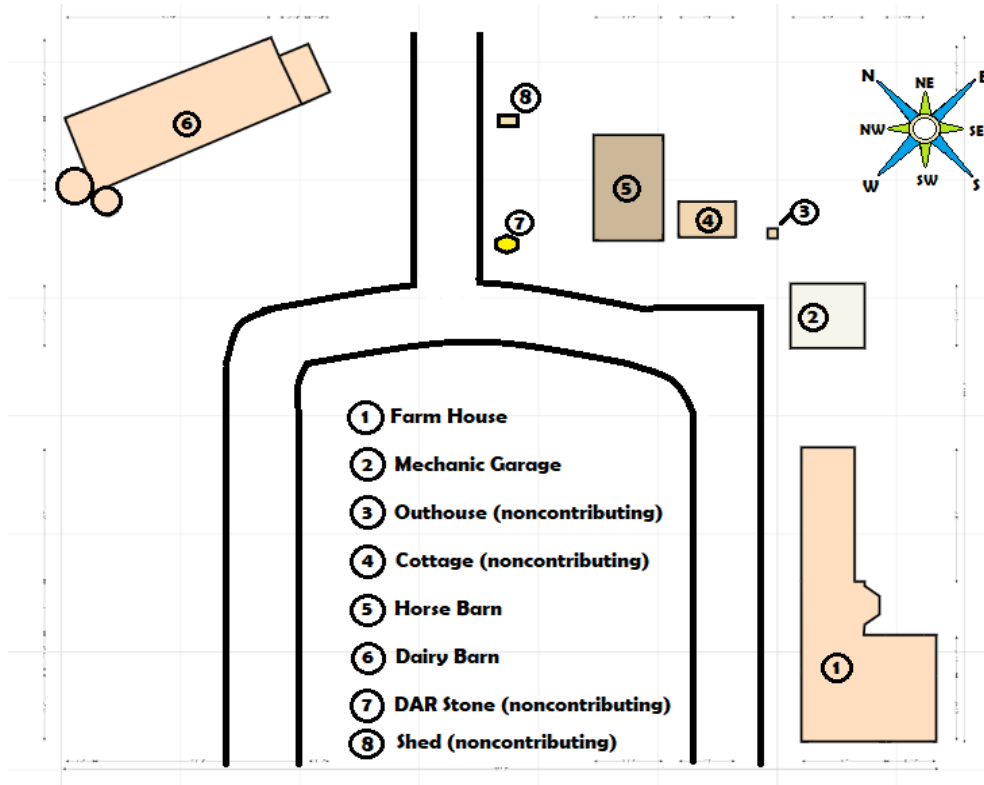 8
N
NE
E
NW
SE
W
SW
S
6
5
4
3
7
2
1 Farm House
2 Mechanic Garage
3 Outhouse (noncontributing)
4 Cottage (noncontributing)
5 Horse Barn
6 Dairy Barn
7 DAR Stone (noncontributing)
8 Shed (noncontributing)
1